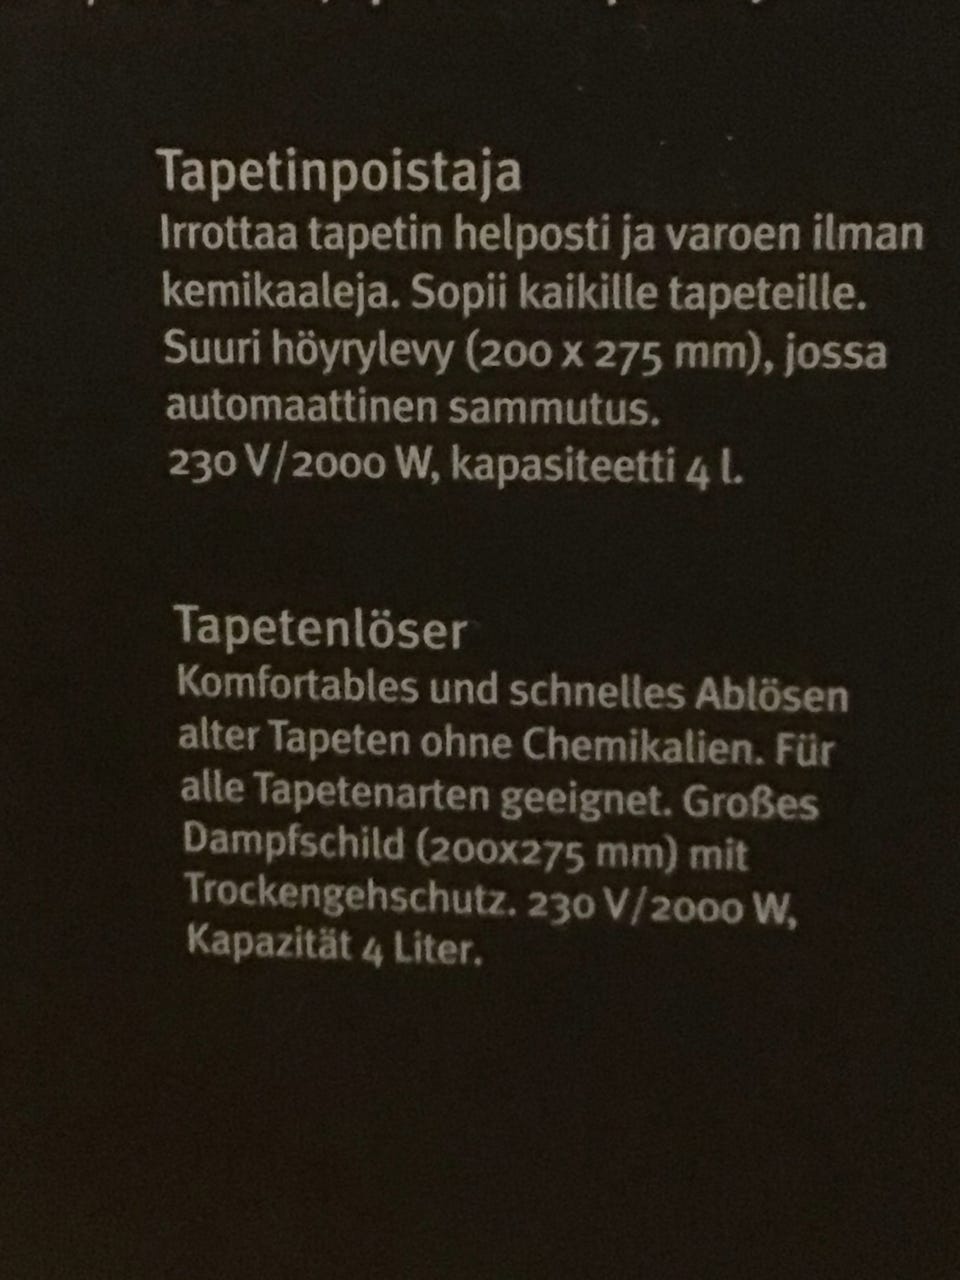 Tapetinpoistaja
Irrottaa tapetin helposti ja varoen ilman
kemikaaleja. Sopii kaikille tapeteille.
Suuri höyrylevy (200 x 275 mm), jossa
automaattinen sammutus.
230 V/2000 W, kapasiteetti 4 l.
Tapetenlöser
Komfortables und schnelles Ablösen
alter Tapeten ohne Chemikalien. Für
alle Tapetenarten geeignet. Großes
Dampfschild (200x275 mm) mit
Trockengehschutz. 230 V/2000 W,
Kapazität 4 Liter.